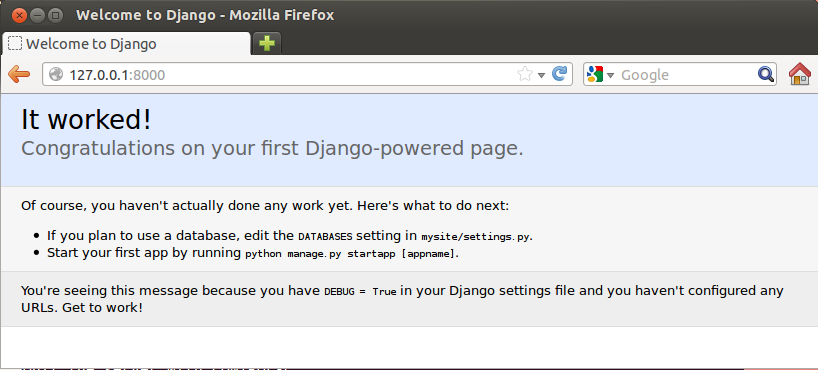 Welcome to Django - Mozilla Firefox
Welcome to Django
127.0.0.1:8000
Google
It worked!
Congratulations on your first Django-powered page.
Of course, you haven't actually done any work yet. Here's what to do next:
• If you plan to use a database, edit the DATABASES setting in mysite/settings.py.
• Start your first app by running python manage.py startapp [appname].
You're seeing this message because you have DEBUG = True in your Django settings file and you haven't configured any
URLs. Get to work!